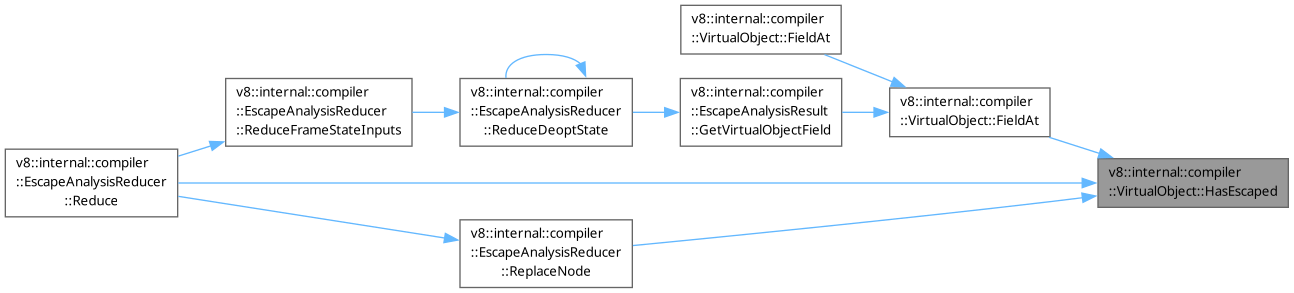 v8::internal::compiler
::VirtualObject::FieldAt
v8::internal::compiler
::EscapeAnalysisReducer
::ReduceFrameStateInputs
v8::internal::compiler
::EscapeAnalysisReducer
::ReduceDeoptState
v8::internal::compiler
::EscapeAnalysisResult
::GetVirtualObjectField
v8::internal::compiler
::VirtualObject::FieldAt
v8::internal::compiler
::EscapeAnalysisReducer
::Reduce
v8::internal::compiler
::VirtualObject::HasEscaped
v8::internal::compiler
::EscapeAnalysisReducer
::ReplaceNode